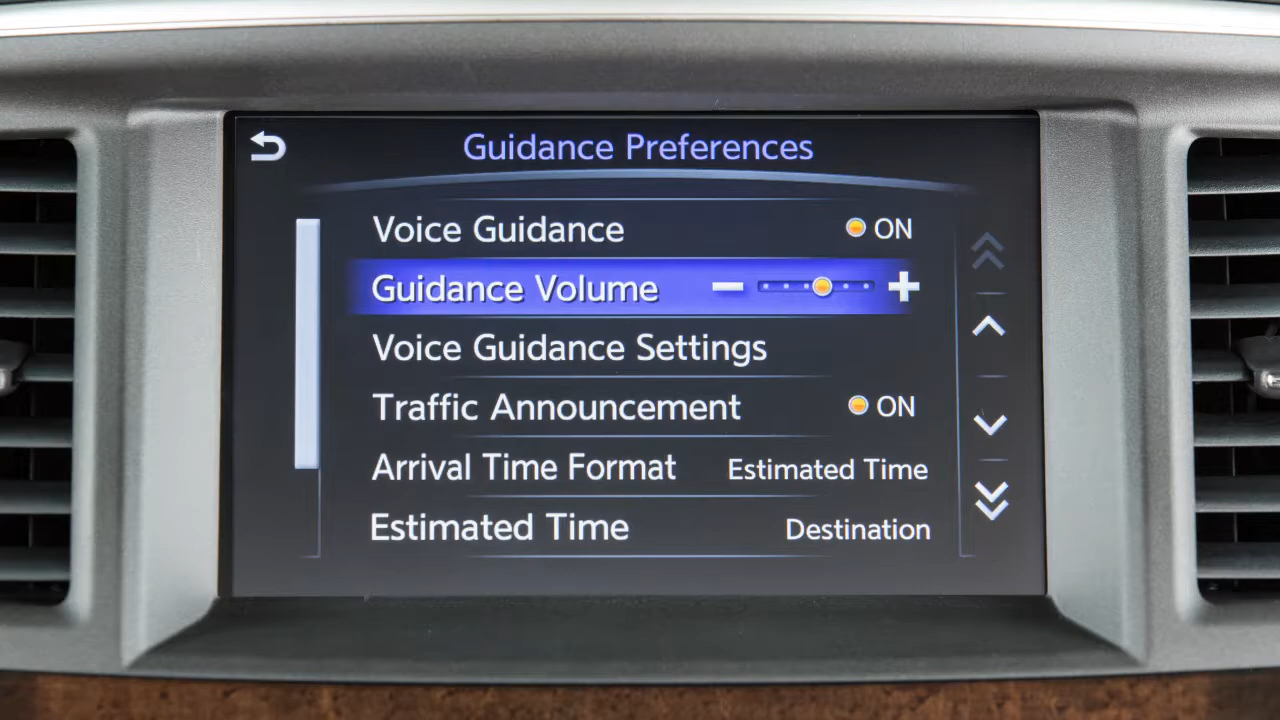 Guidance Preferences
Voice Guidance ON
Guidance Volume
Voice Guidance Settings
Traffic Announcement ON
Arrival Time Format Estimated Time
Estimated Time Destination